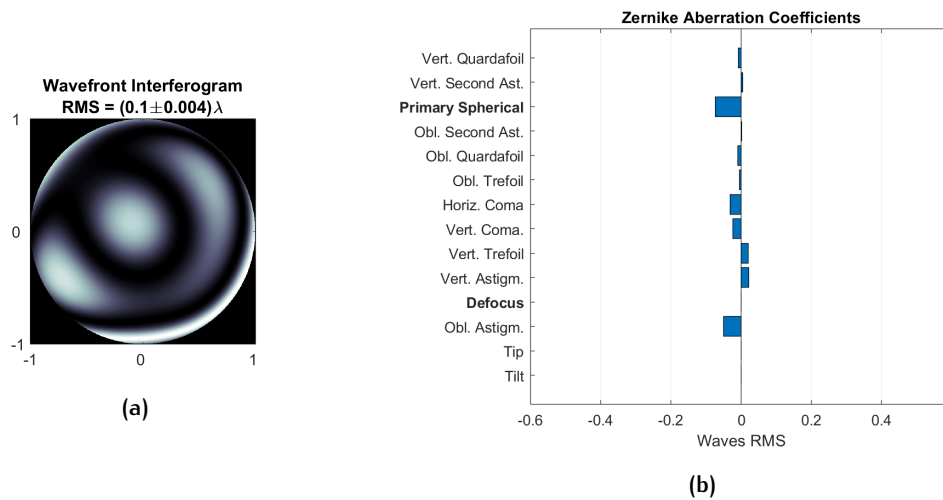 Wavefront Interferogram
RMS = (0.1±0.004)λ
1
0
-1
-1
0
1
(a)
Zernike Aberration Coefficients
Vert. Quardafoil
Vert. Second Ast.
Primary Spherical
Obl. Second Ast.
Obl. Quardafoil
Obl. Trefoil
Horiz. Coma
Vert. Coma.
Vert. Trefoil
Vert. Astigm.
Defocus
Obl. Astigm.
Tip
Tilt
-0.6
-0.4
-0.2
0
0.2
0.4
Waves RMS
(b)